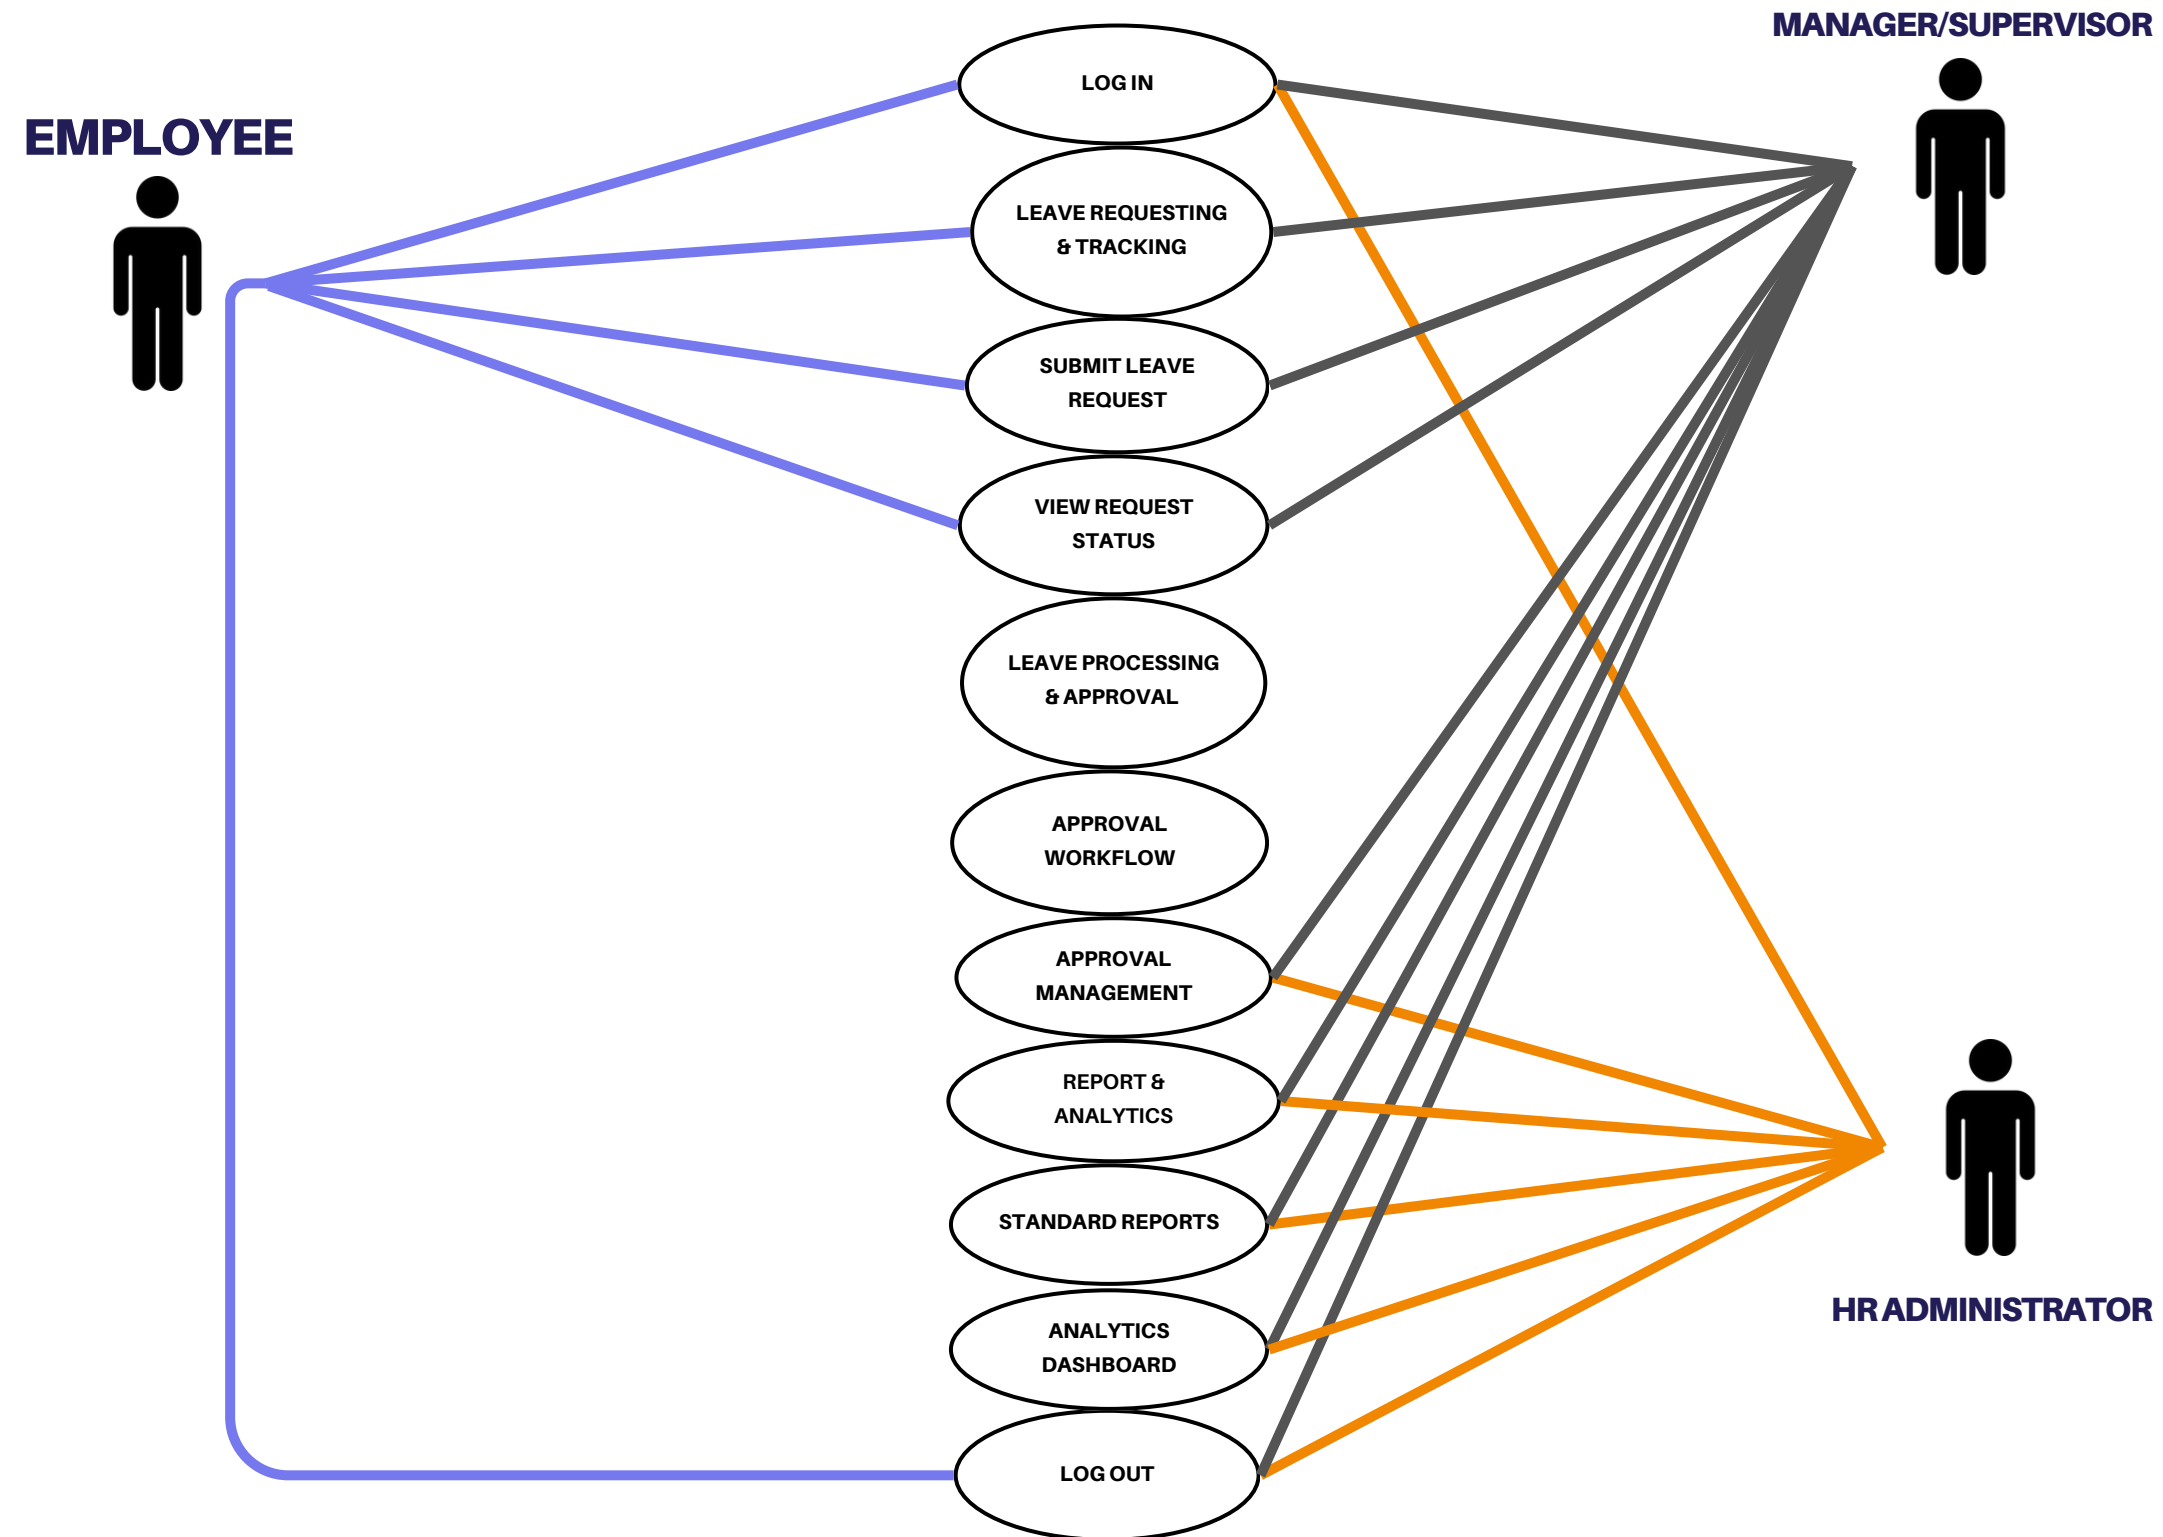 MANAGER/SUPERVISOR
EMPLOYEE
LOG IN
LEAVE REQUESTING
& TRACKING
SUBMIT LEAVE
REQUEST
VIEW REQUEST
STATUS
LEAVE PROCESSING
& APPROVAL
APPROVAL
WORKFLOW
APPROVAL
MANAGEMENT
REPORT &
ANALYTICS
STANDARD REPORTS
ANALYTICS
DASHBOARD
HR ADMINISTRATOR
LOG OUT